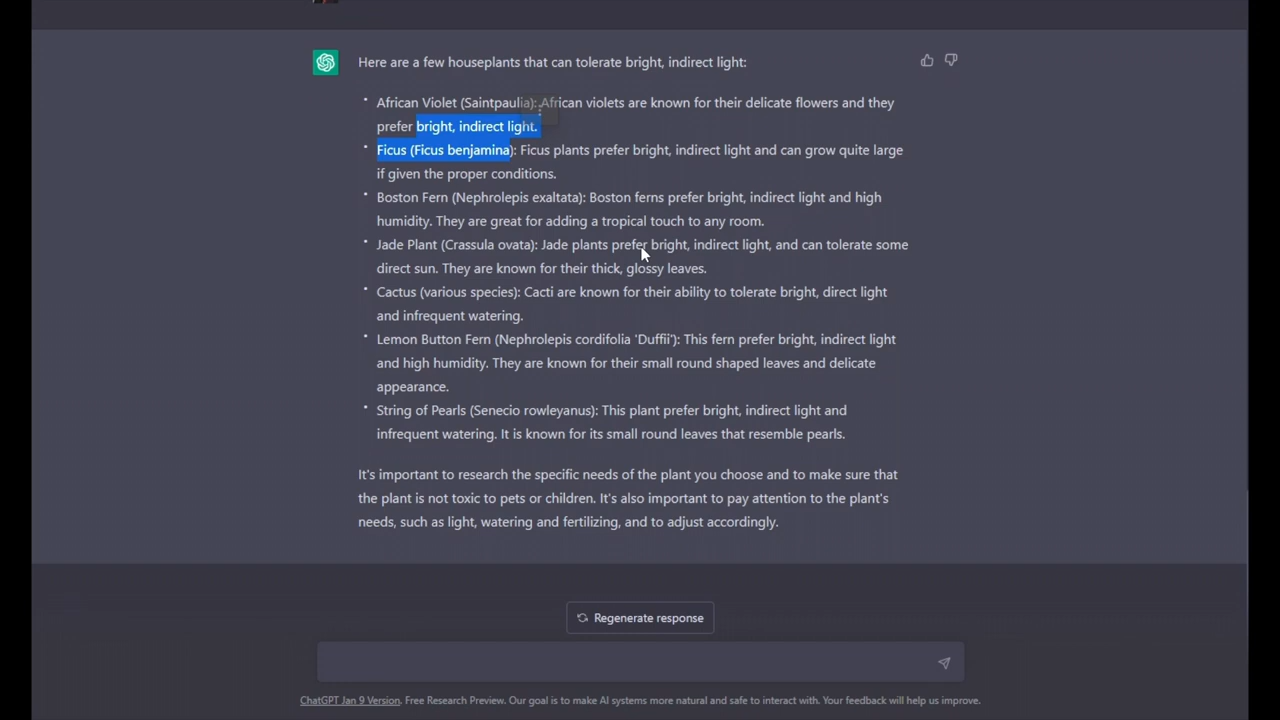 Here are a few houseplants that can tolerate bright, indirect light:
African Violet (Saintpaulia): African violets are known for their delicate flowers and they
prefer bright, indirect light.
Ficus (Ficus benjamina): Ficus plants prefer bright, indirect light and can grow quite large
if given the proper conditions.
Boston Fern (Nephrolepis exaltata): Boston ferns prefer bright, indirect light and high
humidity. They are great for adding a tropical touch to any room.
Jade Plant (Crassula ovata): Jade plants prefer bright, indirect light, and can tolerate some
direct sun. They are known for their thick, glossy leaves.
Cactus (various species): Cacti are known for their ability to tolerate bright, direct light
and infrequent watering.
Lemon Button Fern (Nephrolepis cordifolia 'Duffii'): This fern prefer bright, indirect light
and high humidity. They are known for their small round shaped leaves and delicate
appearance.
String of Pearls (Senecio rowleyanus): This plant prefer bright, indirect light and
infrequent watering. It is known for its small round leaves that resemble pearls.
It's important to research the specific needs of the plant you choose and to make sure that
the plant is not toxic to pets or children. It's also important to pay attention to the plant's
needs, such as light, watering and fertilizing, and to adjust accordingly.
Regenerate response
ChatGPT Jan 9 Version. Free Research Preview. Our goal is to make AI systems more natural and safe to interact with. Your feedback will help us improve.